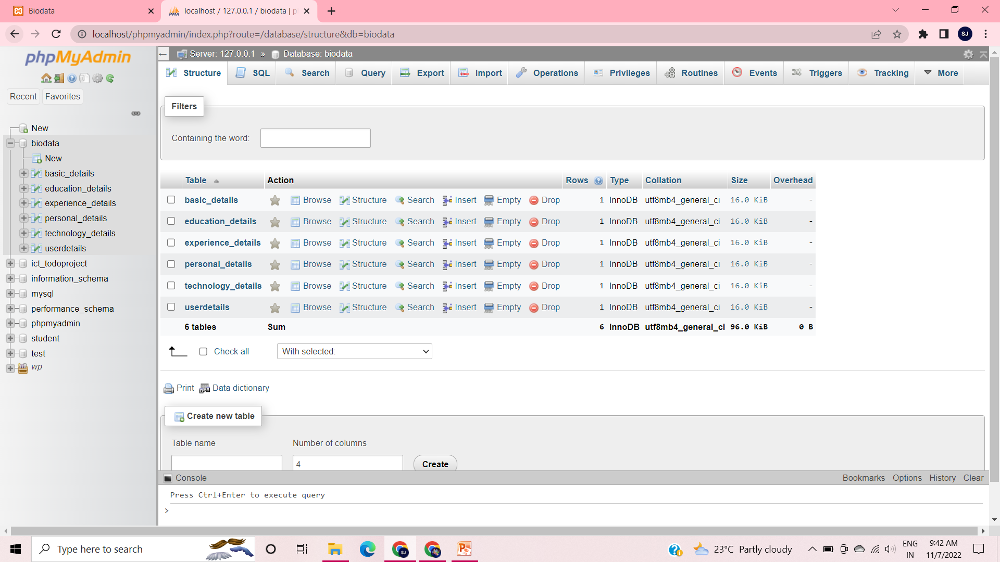 Biodata
localhost / 127.0.0.1 / biodata | p
localhost/phpmyadmin/index.php?route=/database/structure&db=biodata
SJ
phpMyAdmin
Recent Favorites
New
biodata
New
basic_details
education_details
experience_details
personal_details
technology_details
userdetails
ict_todoproject
information_schema
mysql
performance_schema
phpmyadmin
student
test
wp
Server: 127.0.0.1 » Database: biodata
Structure SQL Search Query Export Import Operations Privileges Routines Events Triggers Tracking More
Filters
Containing the word:
Table Action Rows Type Collation Size Overhead
basic_details Browse Structure Search Insert Empty Drop 1 InnoDB utf8mb4_general_ci 16.0 KiB -
education_details Browse Structure Search Insert Empty Drop 1 InnoDB utf8mb4_general_ci 16.0 KiB -
experience_details Browse Structure Search Insert Empty Drop 1 InnoDB utf8mb4_general_ci 16.0 KiB -
personal_details Browse Structure Search Insert Empty Drop 1 InnoDB utf8mb4_general_ci 16.0 KiB -
technology_details Browse Structure Search Insert Empty Drop 1 InnoDB utf8mb4_general_ci 16.0 KiB -
userdetails Browse Structure Search Insert Empty Drop 1 InnoDB utf8mb4_general_ci 16.0 KiB -
6 tables Sum 6 InnoDB utf8mb4_general_ci 96.0 KiB 0 B
Check all With selected:
Print Data dictionary
Create new table
Table name Number of columns
4 Create
Console Bookmarks Options History Clear
Press Ctrl+Enter to execute query
>
Type here to search
23°C Partly cloudy
ENG
IN
9:42 AM
11/7/2022